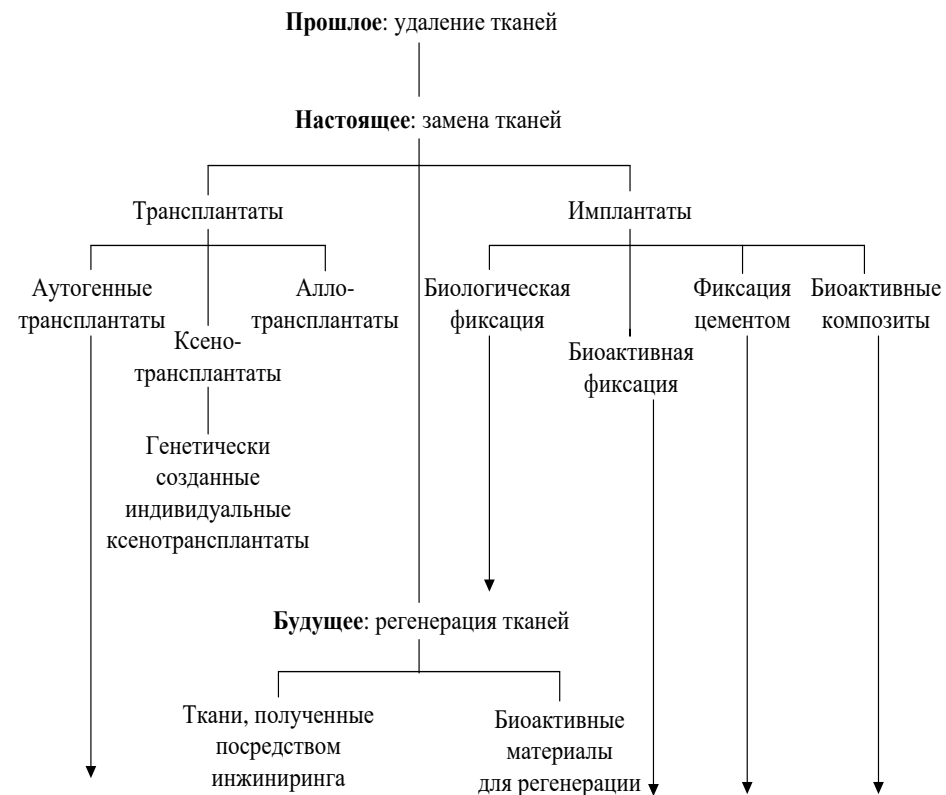 Прошлое: удаление тканей
Настоящее: замена тканей
Трансплантаты
Имплантаты
Аутогенные
трансплантаты
Ксено-
трансплантаты
Генетически
созданные
индивидуальные
ксенотрансплантаты
Алло-
трансплантаты
Биологическая
фиксация
Биоактивная
фиксация
Фиксация
цементом
Биоактивные
композиты
Будущее: регенерация тканей
Ткани, полученные
посредством
инжиниринга
Биоактивные
материалы
для регенерации